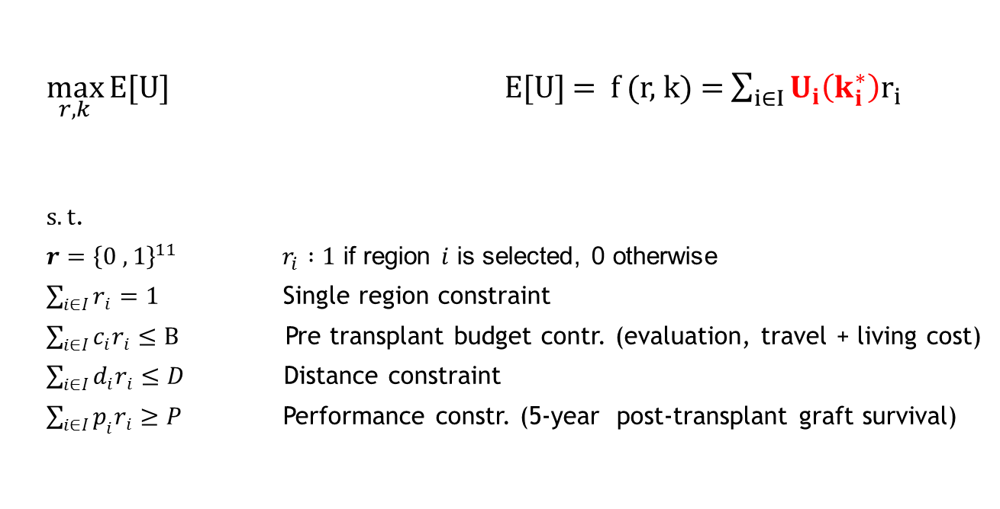 max E[U] E[U] = f (r, k) = ∑i∈I Ui(ki*)ri
r,k
s. t.
r = {0 , 1}¹¹ ri : 1 if region i is selected, 0 otherwise
∑i∈I ri = 1 Single region constraint
∑i∈I ciri ≤ B Pre transplant budget contr. (evaluation, travel + living cost)
∑i∈I diri ≤ D Distance constraint
∑i∈I piri ≥ P Performance constr. (5-year post-transplant graft survival)